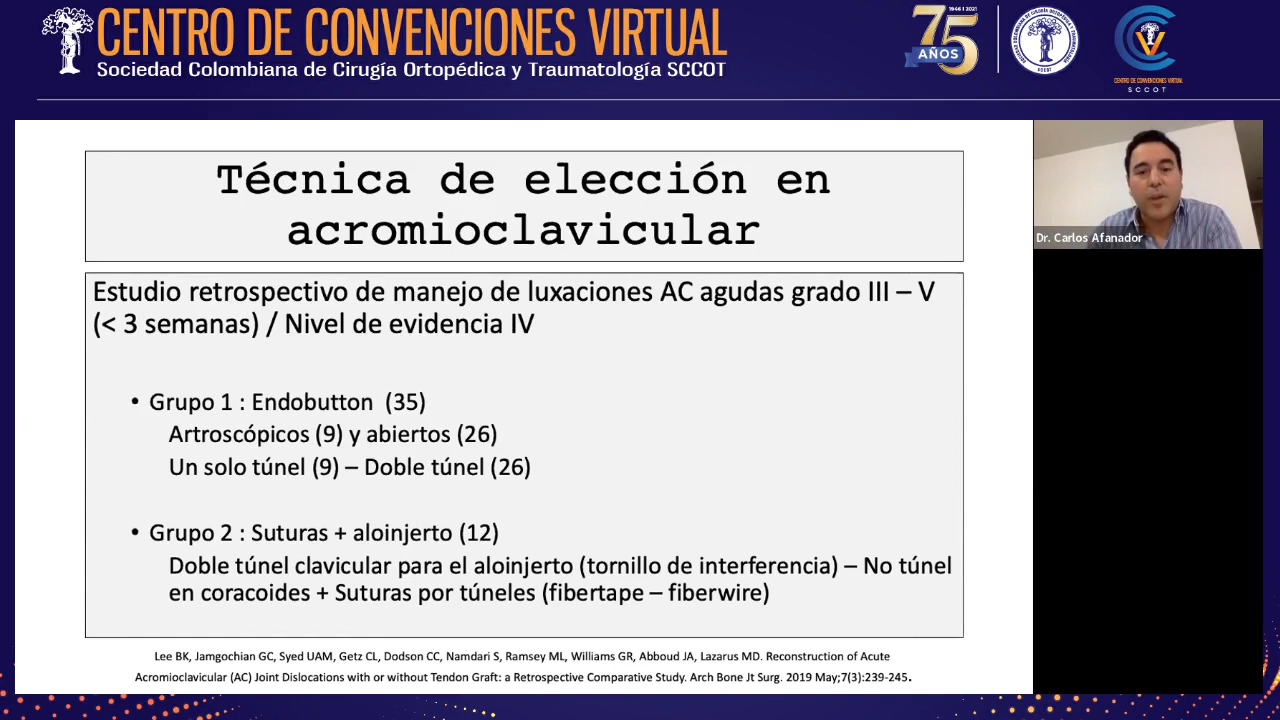 CENTRO DE CONVENCIONES VIRTUAL
Sociedad Colombiana de Cirugía Ortopédica y Traumatología SCCOT
1946 | 2021
75
AÑOS
SCCOT
CENTRO DE CONVENCIONES VIRTUAL
SCCOT
Técnica de elección en
acromioclavicular
Dr. Carlos Afanador
Estudio retrospectivo de manejo de luxaciones AC agudas grado III – V
(< 3 semanas) / Nivel de evidencia IV
• Grupo 1 : Endobutton (35)
Artroscópicos (9) y abiertos (26)
Un solo túnel (9) – Doble túnel (26)
• Grupo 2 : Suturas + aloinjerto (12)
Doble túnel clavicular para el aloinjerto (tornillo de interferencia) – No túnel
en coracoides + Suturas por túneles (fibertape – fiberwire)
Lee BK, Jamgochian GC, Syed UAM, Getz CL, Dodson CC, Namdari S, Ramsey ML, Williams GR, Abboud JA, Lazarus MD. Reconstruction of Acute
Acromioclavicular (AC) Joint Dislocations with or without Tendon Graft: a Retrospective Comparative Study. Arch Bone Jt Surg. 2019 May;7(3):239-245.